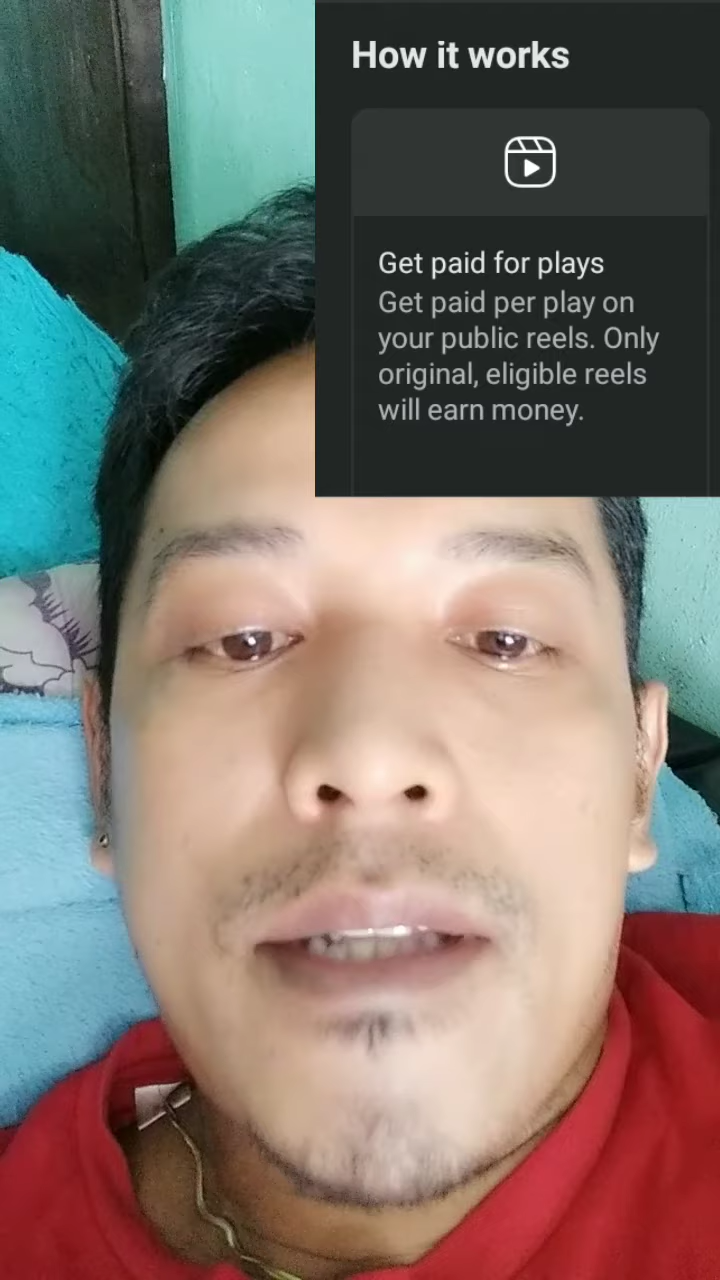 How it works
Get paid for plays
Get paid per play on
your public reels. Only
original, eligible reels
will earn money.